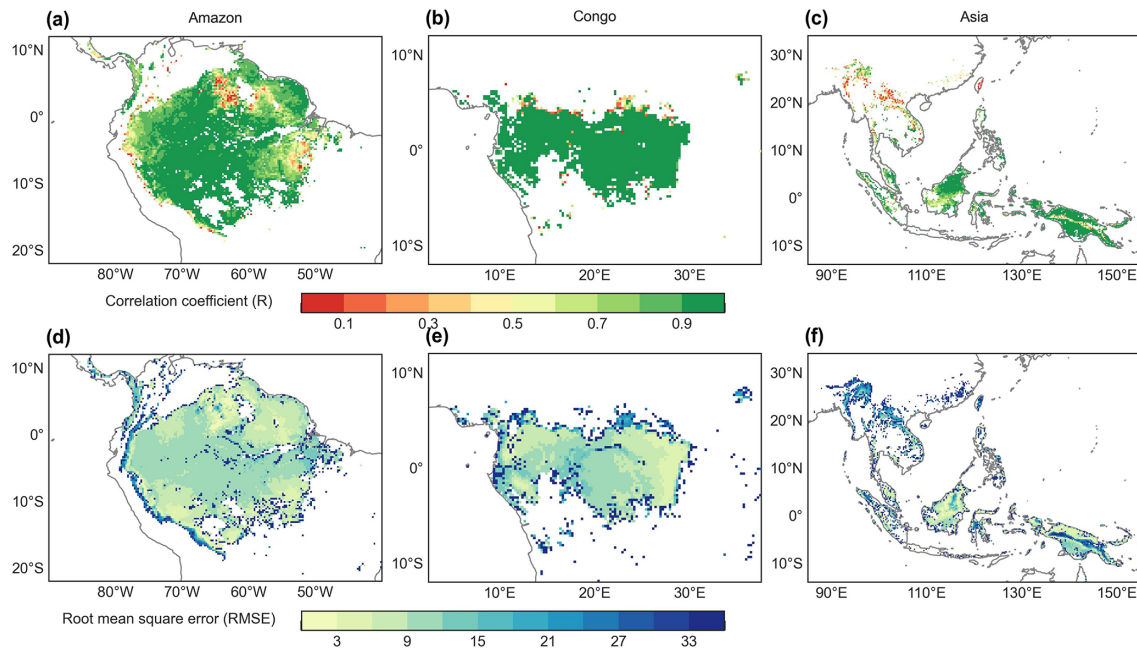 (a) Amazon (b) Congo (c) Asia
10°N 10°N 30°N
20°N
0° 10°N
0°
10°S 0°
20°S 10°S 10°S
80°W 70°W 60°W 50°W 10°E 20°E 30°E 90°E 110°E 130°E 150°E
Correlation coefficient (R)
0.1 0.3 0.5 0.7 0.9
(d) (e) (f)
10°N 10°N 30°N
20°N
0° 10°N
0°
10°S 0°
20°S 10°S 10°S
80°W 70°W 60°W 50°W 10°E 20°E 30°E 90°E 110°E 130°E 150°E
Root mean square error (RMSE)
3 9 15 21 27 33